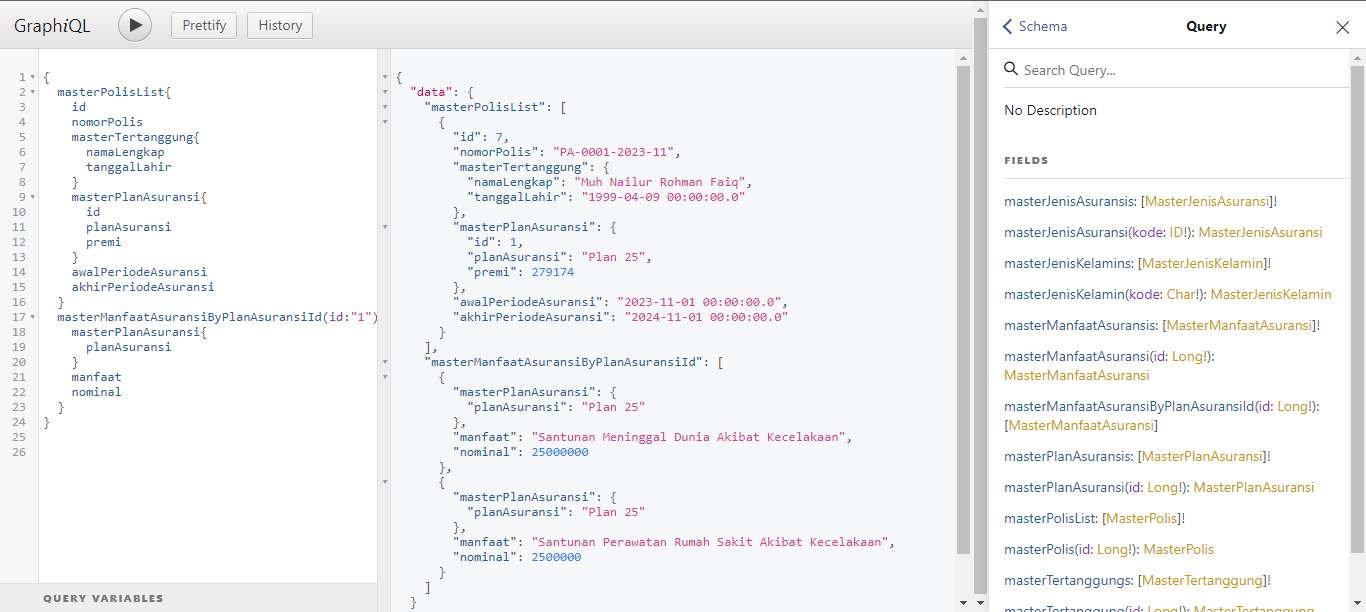 GraphiQL
Prettify
History
1 {
2 masterPolisList{
3 id
4 nomorPolis
5 masterTertanggung{
6 namaLengkap
7 tanggalLahir
8 }
9 masterPlanAsuransi{
10 id
11 planAsuransi
12 premi
13 }
14 awalPeriodeAsuransi
15 akhirPeriodeAsuransi
16 }
17 masterManfaatAsuransiByPlanAsuransiId(id:"1")
18 masterPlanAsuransi{
19 planAsuransi
20 }
21 manfaat
22 nominal
23 }
24 }
25
26
QUERY VARIABLES
{
"data": {
"masterPolisList": [
{
"id": 7,
"nomorPolis": "PA-0001-2023-11",
"masterTertanggung": {
"namaLengkap": "Muh Nailur Rohman Faiq",
"tanggalLahir": "1999-04-09 00:00:00.0"
},
"masterPlanAsuransi": {
"id": 1,
"planAsuransi": "Plan 25",
"premi": 279174
},
"awalPeriodeAsuransi": "2023-11-01 00:00:00.0",
"akhirPeriodeAsuransi": "2024-11-01 00:00:00.0"
}
],
"masterManfaatAsuransiByPlanAsuransiId": [
{
"masterPlanAsuransi": {
"planAsuransi": "Plan 25"
},
"manfaat": "Santunan Meninggal Dunia Akibat Kecelakaan",
"nominal": 25000000
},
{
"masterPlanAsuransi": {
"planAsuransi": "Plan 25"
},
"manfaat": "Santunan Perawatan Rumah Sakit Akibat Kecelakaan",
"nominal": 2500000
}
]
}
Schema
Query
Search Query...
No Description
FIELDS
masterJenisAsuransis: [MasterJenisAsuransi]!
masterJenisAsuransi(kode: ID!): MasterJenisAsuransi
masterJenisKelamins: [MasterJenisKelamin]!
masterJenisKelamin(kode: Char!): MasterJenisKelamin
masterManfaatAsuransis: [MasterManfaatAsuransi]!
masterManfaatAsuransi(id: Long!):
MasterManfaatAsuransi
masterManfaatAsuransiByPlanAsuransiId(id: Long!):
[MasterManfaatAsuransi]
masterPlanAsuransis: [MasterPlanAsuransi]!
masterPlanAsuransi(id: Long!): MasterPlanAsuransi
masterPolisList: [MasterPolis]!
masterPolis(id: Long!): MasterPolis
masterTertanggungs: [MasterTertanggung]!
masterTertanggung(id: Long!): MasterTertanggung